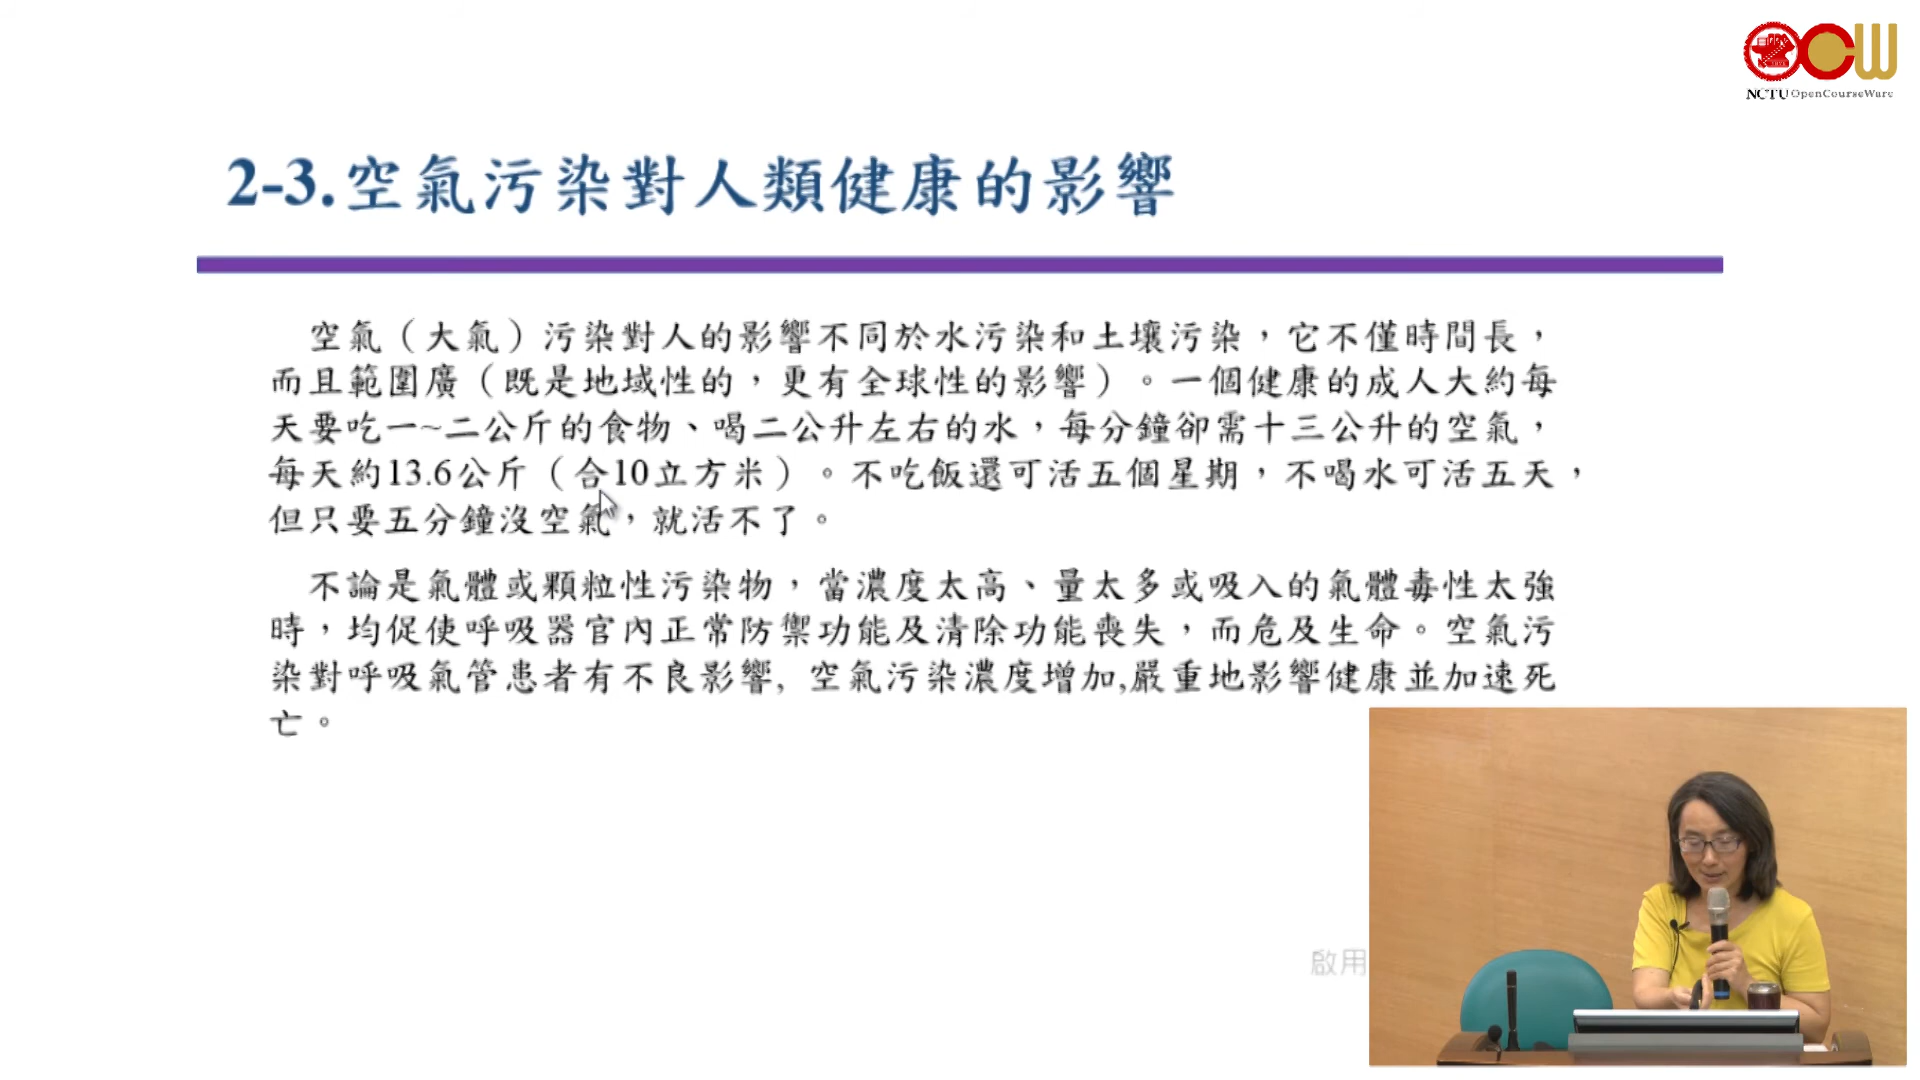 NCTU OpenCourseWare
2-3.空氣污染對人類健康的影響
空氣（大氣）污染對人的影響不同於水污染和土壤污染，它不僅時間長，
而且範圍廣（既是地域性的，更有全球性的影響）。一個健康的成人大約每
天要吃一~二公斤的食物、喝二公升左右的水，每分鐘卻需十三公升的空氣，
每天約13.6公斤（合10立方米）。不吃飯還可活五個星期，不喝水可活五天，
但只要五分鐘沒空氣，就活不了。
不論是氣體或顆粒性污染物，當濃度太高、量太多或吸入的氣體毒性太強
時，均促使呼吸器官內正常防禦功能及清除功能喪失，而危及生命。空氣污
染對呼吸氣管患者有不良影響, 空氣污染濃度增加,嚴重地影響健康並加速死
亡。
啟用